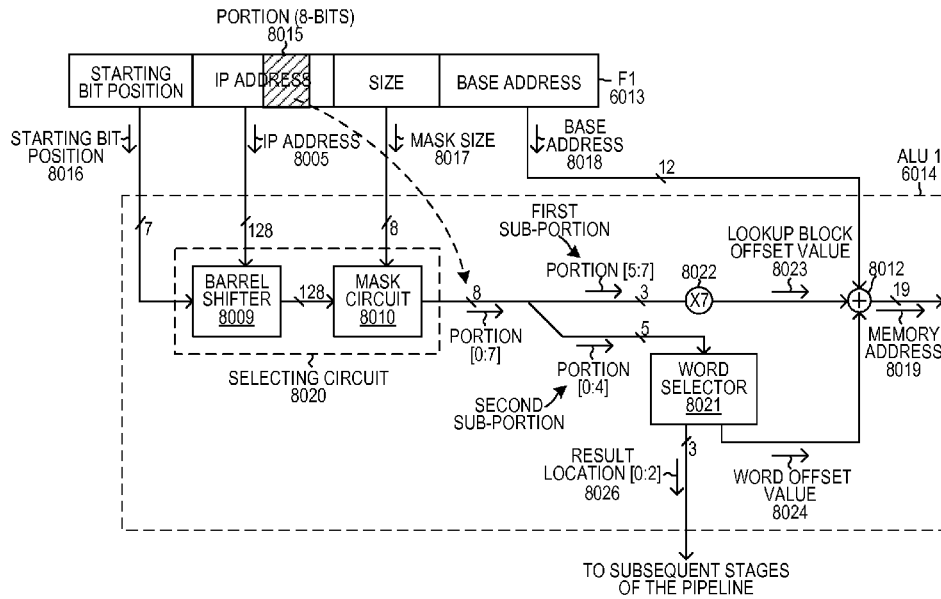 PORTION (8-BITS)
8015
STARTING
BIT POSITION
IP ADDRESS
SIZE
BASE ADDRESS
F1
6013
STARTING BIT
POSITION
8016
IP ADDRESS
8005
MASK SIZE
8017
BASE
ADDRESS
8018
12
ALU 1
6014
7
128
8
FIRST
SUB-PORTION
PORTION [5:7]
3
8022
X7
LOOKUP BLOCK
OFFSET VALUE
8023
8012
+
19
MEMORY
ADDRESS
8019
BARREL
SHIFTER
8009
128
MASK
CIRCUIT
8010
8
PORTION
[0:7]
5
PORTION
[0:4]
SECOND
SUB-PORTION
SELECTING CIRCUIT
8020
WORD
SELECTOR
8021
3
RESULT
LOCATION [0:2]
8026
WORD OFFSET
VALUE
8024
TO SUBSEQUENT STAGES
OF THE PIPELINE